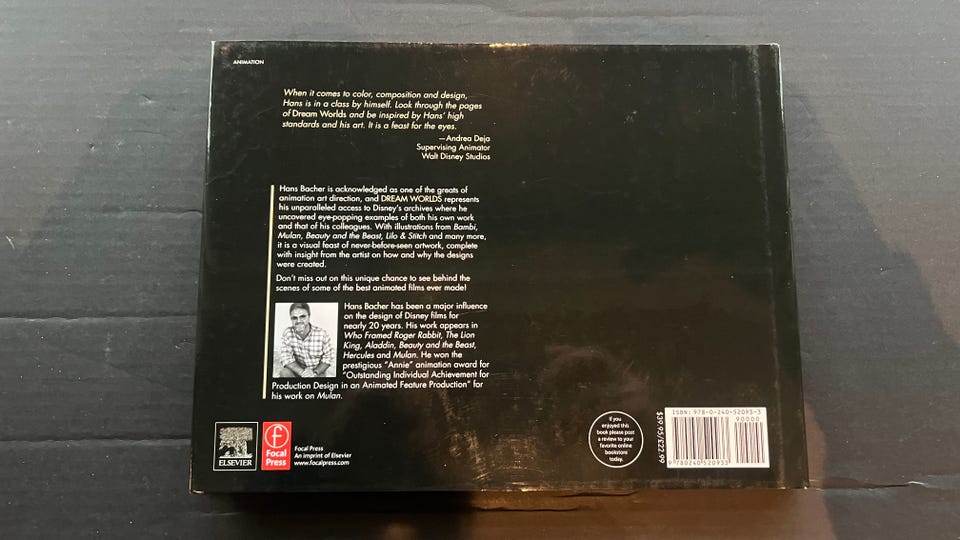 ANIMATION
When it comes to color, composition and design,
Hans is in a class by himself. Look through the pages
of Dream Worlds and be inspired by Hans' high
standards and his art. It is a feast for the eyes.
—Andrea Deja
Supervising Animator
Walt Disney Studios
Hans Bacher is acknowledged as one of the greats of
animation art direction, and DREAM WORLDS represents
his unparalleled access to Disney's archives where he
uncovered eye-popping examples of both his own work
and that of his colleagues. With illustrations from Bambi,
Mulan, Beauty and the Beast, Lilo & Stitch and many more,
it is a visual feast of never-before-seen artwork, complete
with insight from the artist on how and why the designs
were created.
Don't miss out on this unique chance to see behind the
scenes of some of the best animated films ever made!
Hans Bacher has been a major influence
on the design of Disney films for
nearly 20 years. His work appears in
Who Framed Roger Rabbit, The Lion
King, Aladdin, Beauty and the Beast,
Hercules and Mulan. He won the
prestigious "Annie" animation award for
"Outstanding Individual Achievement for
Production Design in an Animated Feature Production" for
his work on Mulan.
ELSEVIER
Focal
Press
Focal Press
An imprint of Elsevier
www.focalpress.com
If you
enjoyed this
book please post
a review to your
favorite online
bookstore
today.
$39.95/£22.99
ISBN: 978-0-240-52093-3
90000
9 780240 520933